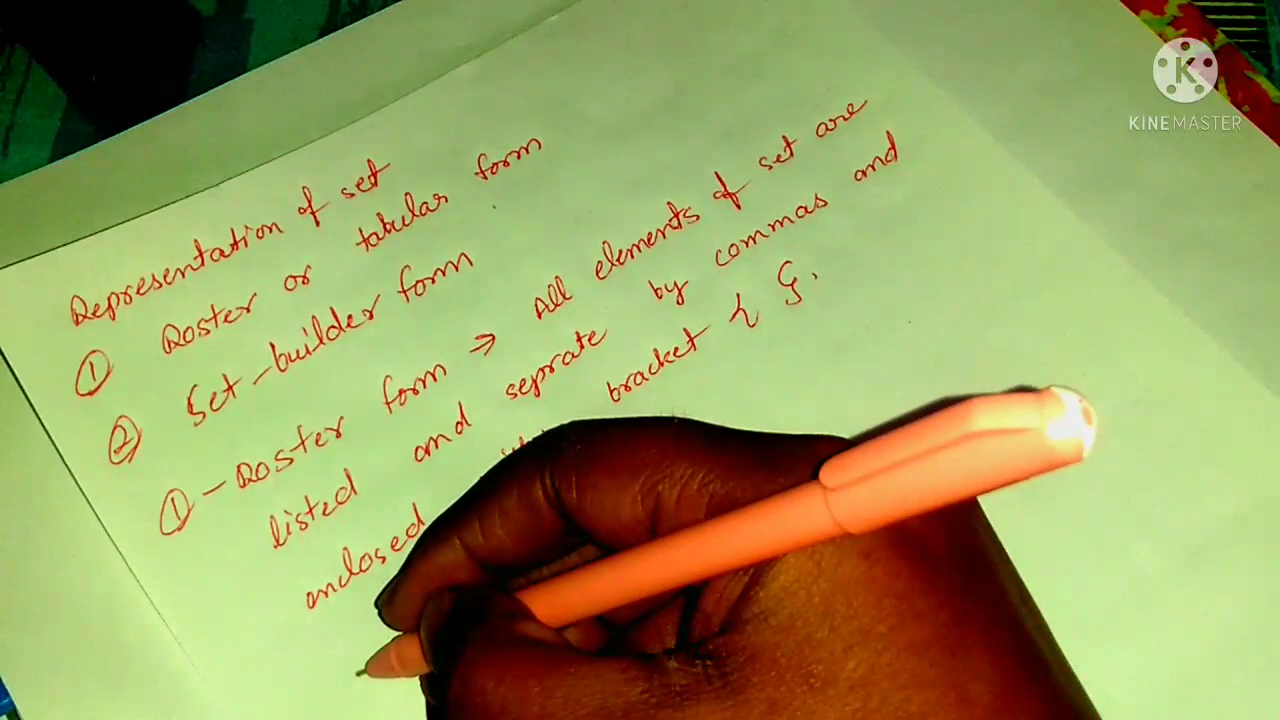 Representation of set
① Roster or tabular form
② Set-builder form
①-Roster form ⇒ All elements of set are
listed and seprate by commas and
enclosed bracket { }.
K
KINEMASTER